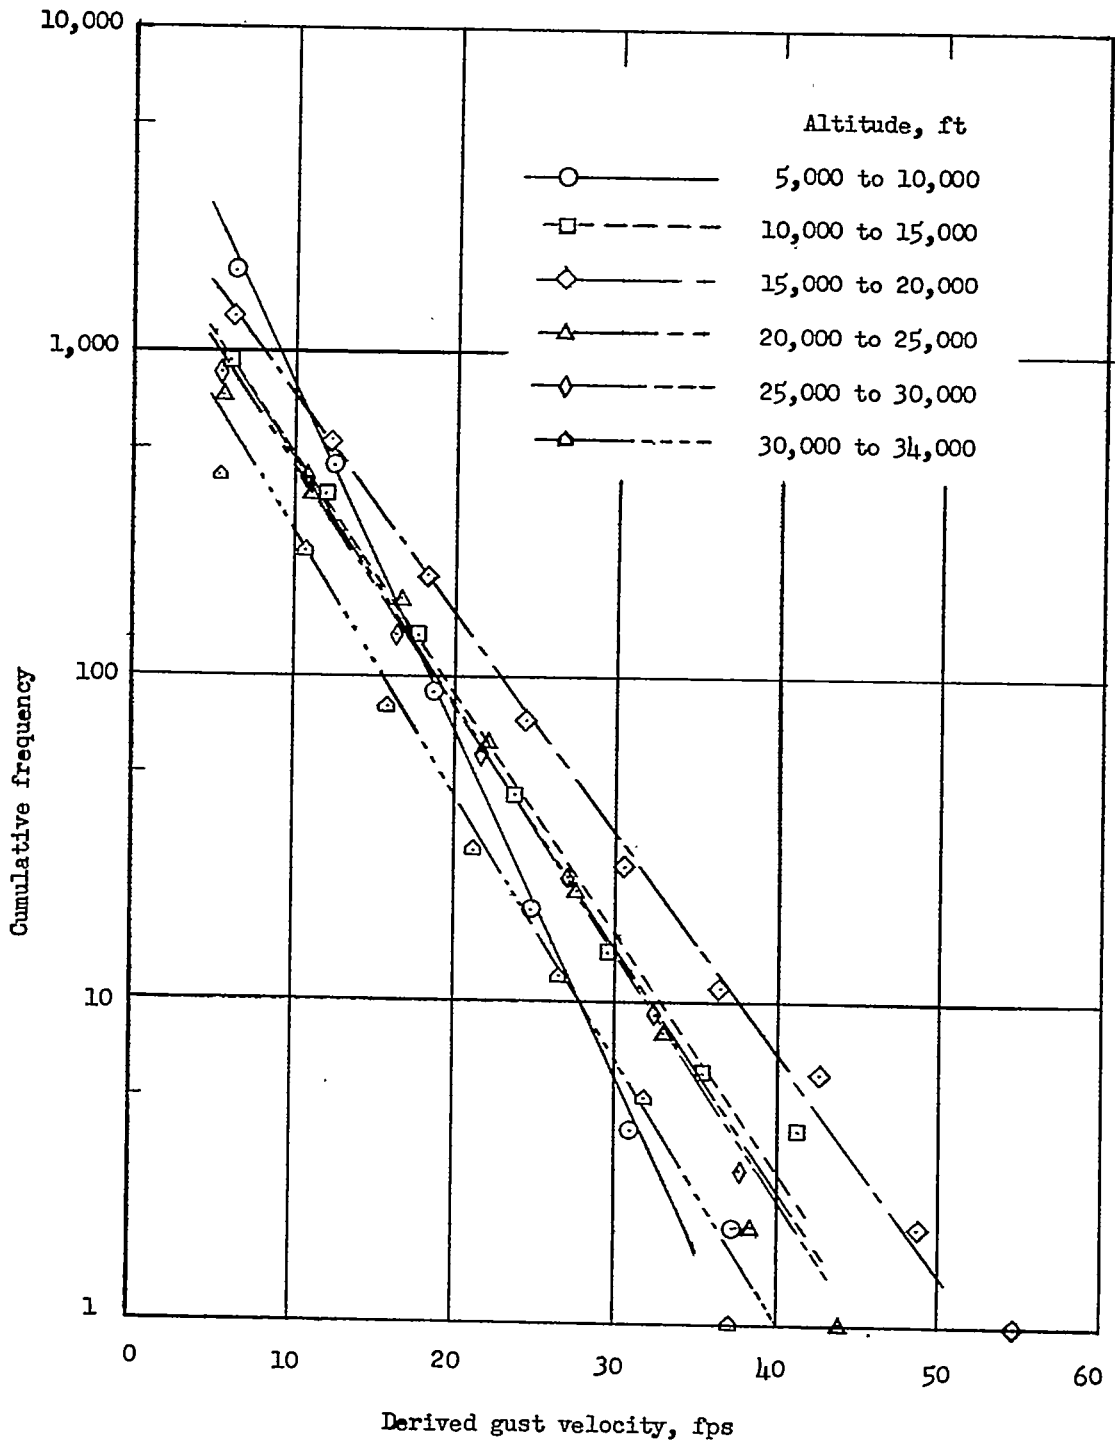 10,000
1,000
100
10
1
Cumulative frequency
Altitude, ft
5,000 to 10,000
10,000 to 15,000
15,000 to 20,000
20,000 to 25,000
25,000 to 30,000
30,000 to 34,000
0 10 20 30 40 50 60
Derived gust velocity, fps